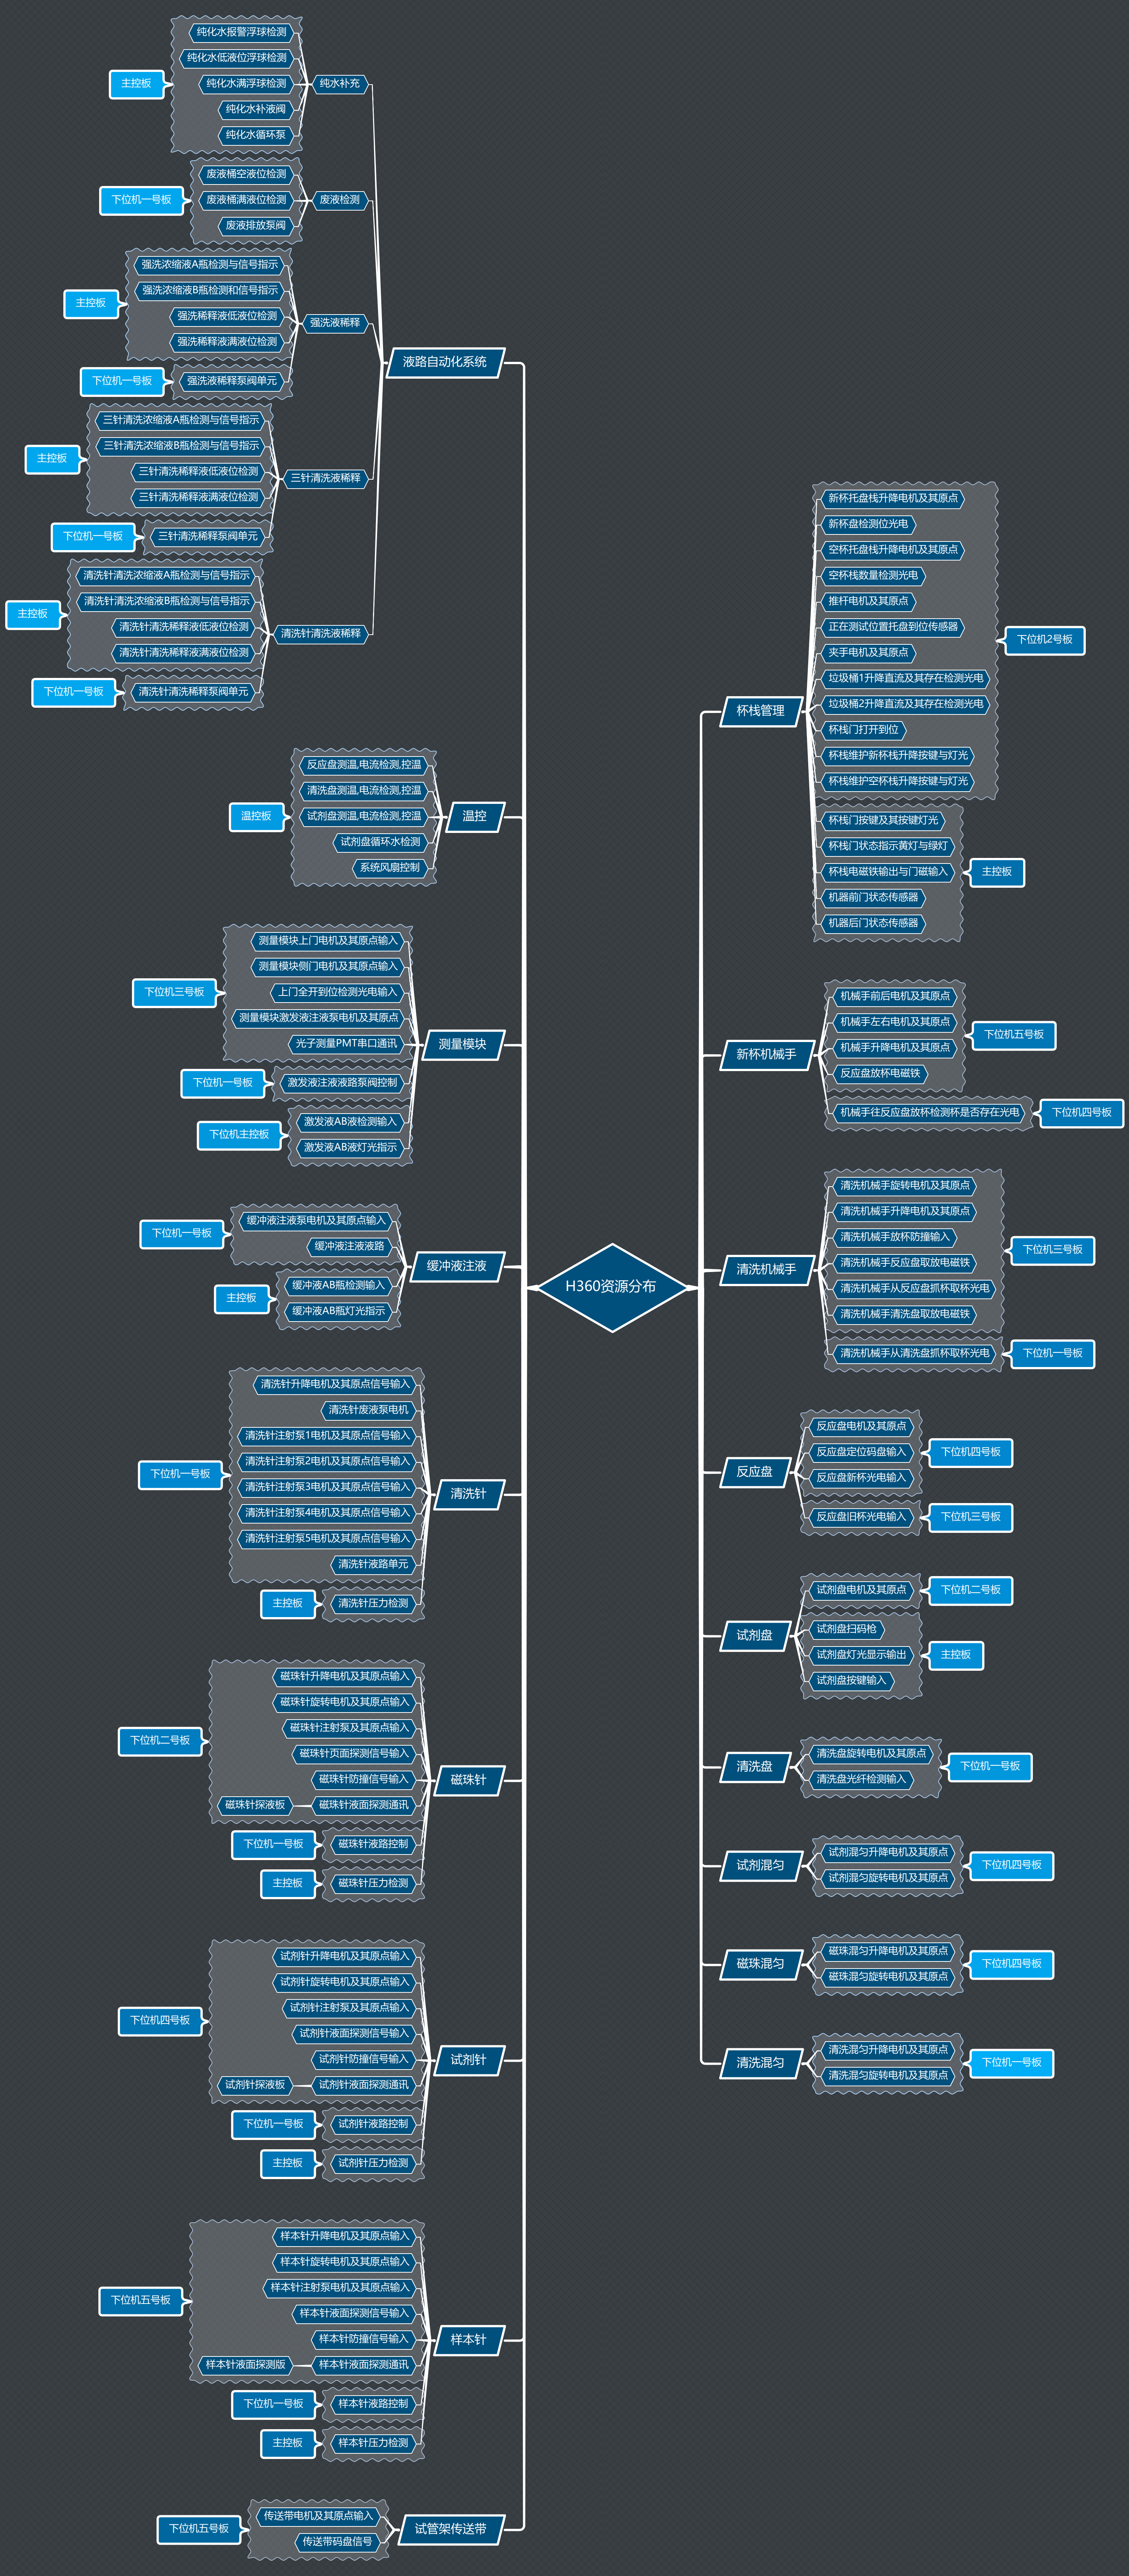 H360资源分布
液路自动化系统
纯水补充
纯化水报警浮球检测
纯化水低液位浮球检测
纯化水满浮球检测
纯化水补液阀
纯化水循环泵
主控板
废液检测
废液桶空液位检测
废液桶满液位检测
废液排放泵阀
下位机一号板
强洗液稀释
强洗浓缩液A瓶检测与信号指示
强洗浓缩液B瓶检测和信号指示
强洗稀释液低液位检测
强洗稀释液满液位检测
主控板
强洗液稀释泵阀单元
下位机一号板
三针清洗液稀释
三针清洗浓缩液A瓶检测与信号指示
三针清洗浓缩液B瓶检测与信号指示
三针清洗稀释液低液位检测
三针清洗稀释液满液位检测
主控板
三针清洗稀释泵阀单元
下位机一号板
清洗针清洗液稀释
清洗针清洗浓缩液A瓶检测与信号指示
清洗针清洗浓缩液B瓶检测与信号指示
清洗针清洗稀释液低液位检测
清洗针清洗稀释液满液位检测
主控板
清洗针清洗稀释泵阀单元
下位机一号板
温控
反应盘测温,电流检测,控温
清洗盘测温,电流检测,控温
试剂盘测温,电流检测,控温
试剂盘循环水检测
系统风扇控制
温控板
测量模块
测量模块上门电机及其原点输入
测量模块侧门电机及其原点输入
上门全开到位检测光电输入
测量模块激发液注液泵电机及其原点
光子测量PMT串口通讯
下位机三号板
激发液注液液路泵阀控制
下位机一号板
激发液AB液检测输入
激发液AB液灯光指示
下位机主控板
缓冲液注液
缓冲液注液泵电机及其原点输入
缓冲液注液液路
下位机一号板
缓冲液AB瓶检测输入
缓冲液AB瓶灯光指示
主控板
清洗针
清洗针升降电机及其原点信号输入
清洗针废液泵电机
清洗针注射泵1电机及其原点信号输入
清洗针注射泵2电机及其原点信号输入
清洗针注射泵3电机及其原点信号输入
清洗针注射泵4电机及其原点信号输入
清洗针注射泵5电机及其原点信号输入
清洗针液路单元
下位机一号板
清洗针压力检测
主控板
磁珠针
磁珠针升降电机及其原点输入
磁珠针旋转电机及其原点输入
磁珠针注射泵及其原点输入
磁珠针页面探测信号输入
磁珠针防撞信号输入
磁珠针液面探测通讯
磁珠针探液板
下位机二号板
磁珠针液路控制
下位机一号板
磁珠针压力检测
主控板
试剂针
试剂针升降电机及其原点输入
试剂针旋转电机及其原点输入
试剂针注射泵及其原点输入
试剂针液面探测信号输入
试剂针防撞信号输入
试剂针液面探测通讯
试剂针探液板
下位机四号板
试剂针液路控制
下位机一号板
试剂针压力检测
主控板
样本针
样本针升降电机及其原点输入
样本针旋转电机及其原点输入
样本针注射泵电机及其原点输入
样本针液面探测信号输入
样本针防撞信号输入
样本针液面探测通讯
样本针液面探测版
下位机五号板
样本针液路控制
下位机一号板
样本针压力检测
主控板
试管架传送带
传送带电机及其原点输入
传送带码盘信号
下位机五号板
杯栈管理
新杯托盘栈升降电机及其原点
新杯盘检测位光电
空杯托盘栈升降电机及其原点
空杯栈数量检测光电
推杆电机及其原点
正在测试位置托盘到位传感器
夹手电机及其原点
垃圾桶1升降直流及其存在检测光电
垃圾桶2升降直流及其存在检测光电
杯栈门打开到位
杯栈维护新杯栈升降按键与灯光
杯栈维护空杯栈升降按键与灯光
下位机2号板
杯栈门按键及其按键灯光
杯栈门状态指示黄灯与绿灯
杯栈电磁铁输出与门磁输入
机器前门状态传感器
机器后门状态传感器
主控板
新杯机械手
机械手前后电机及其原点
机械手左右电机及其原点
机械手升降电机及其原点
反应盘放杯电磁铁
下位机五号板
机械手往反应盘放杯检测杯是否存在光电
下位机四号板
清洗机械手
清洗机械手旋转电机及其原点
清洗机械手升降电机及其原点
清洗机械手放杯防撞输入
清洗机械手反应盘取放电磁铁
清洗机械手从反应盘抓杯取杯光电
清洗机械手清洗盘取放电磁铁
下位机三号板
清洗机械手从清洗盘抓杯取杯光电
下位机一号板
反应盘
反应盘电机及其原点
反应盘定位码盘输入
反应盘新杯光电输入
下位机四号板
反应盘旧杯光电输入
下位机三号板
试剂盘
试剂盘电机及其原点
下位机二号板
试剂盘扫码枪
试剂盘灯光显示输出
试剂盘按键输入
主控板
清洗盘
清洗盘旋转电机及其原点
清洗盘光纤检测输入
下位机一号板
试剂混匀
试剂混匀升降电机及其原点
试剂混匀旋转电机及其原点
下位机四号板
磁珠混匀
磁珠混匀升降电机及其原点
磁珠混匀旋转电机及其原点
下位机四号板
清洗混匀
清洗混匀升降电机及其原点
清洗混匀旋转电机及其原点
下位机一号板